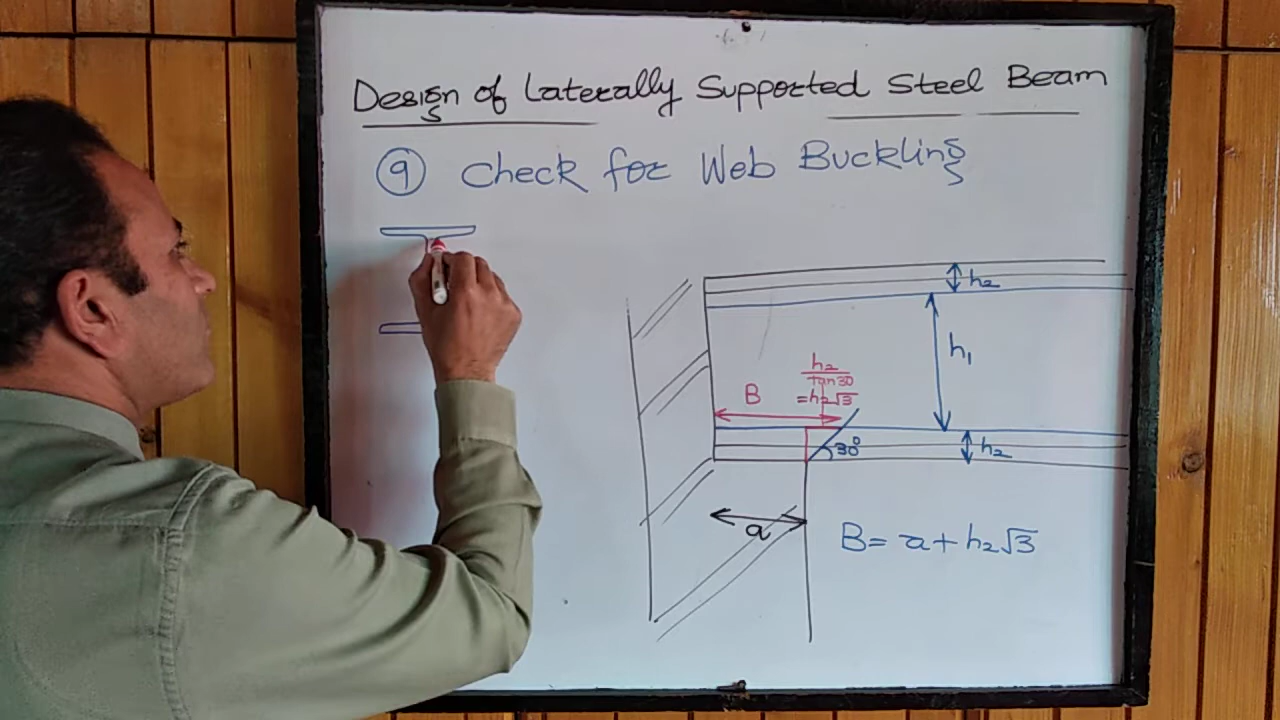 Design of Laterally Supported Steel Beam
9 Check for Web Buckling
h₂
h₁
h₂
tan30
=h₂√3
B
30°
h₂
a
B= a+h₂√3